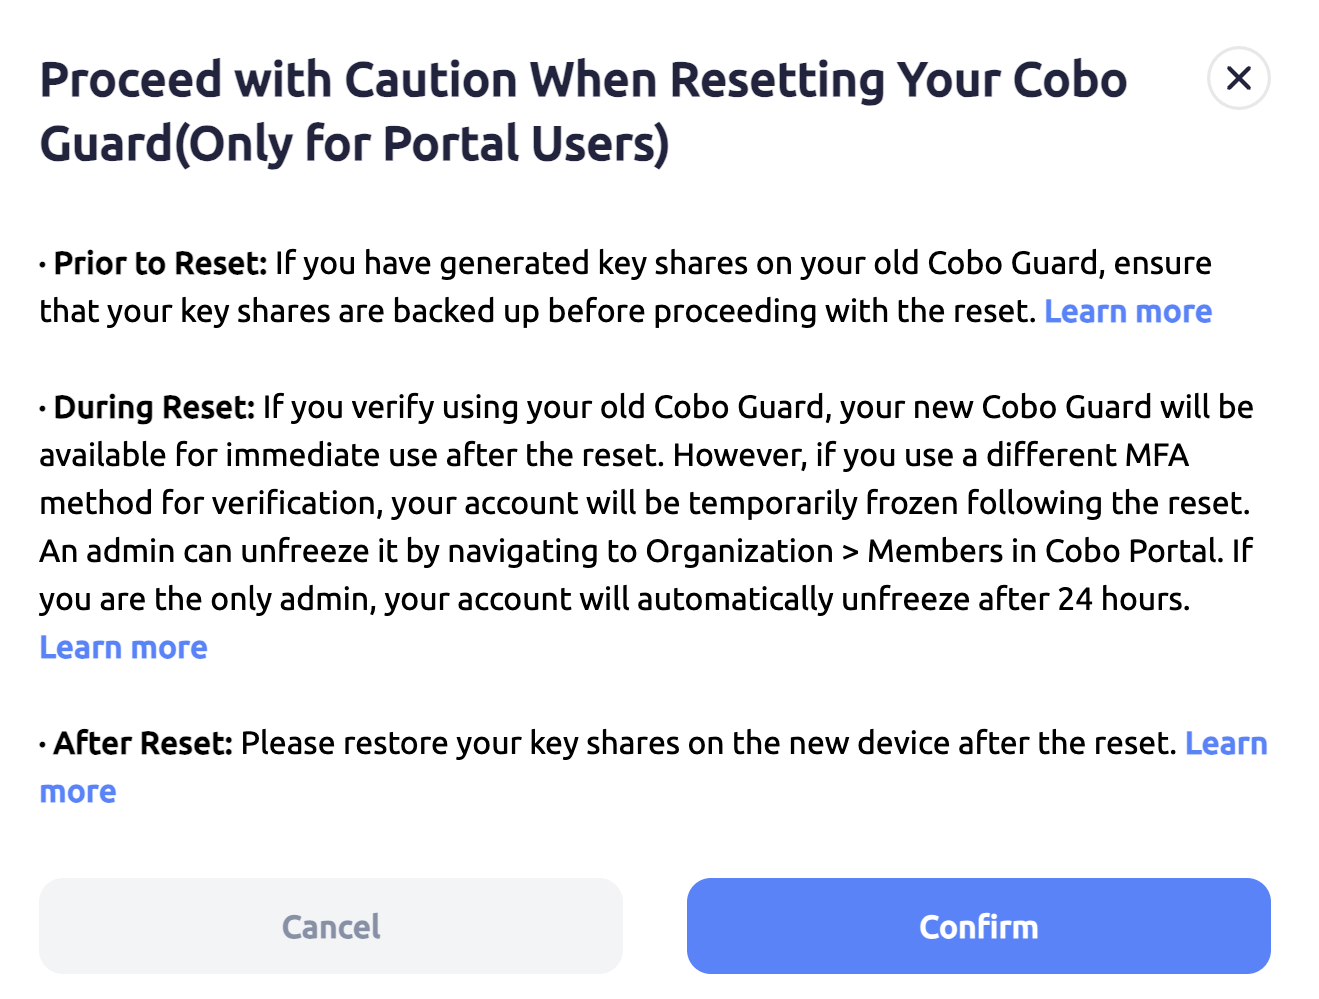 Proceed with Caution When Resetting Your Cobo
Guard(Only for Portal Users)
· Prior to Reset: If you have generated key shares on your old Cobo Guard, ensure
that your key shares are backed up before proceeding with the reset. Learn more
· During Reset: If you verify using your old Cobo Guard, your new Cobo Guard will be
available for immediate use after the reset. However, if you use a different MFA
method for verification, your account will be temporarily frozen following the reset.
An admin can unfreeze it by navigating to Organization > Members in Cobo Portal. If
you are the only admin, your account will automatically unfreeze after 24 hours.
Learn more
· After Reset: Please restore your key shares on the new device after the reset. Learn
more
Cancel
Confirm